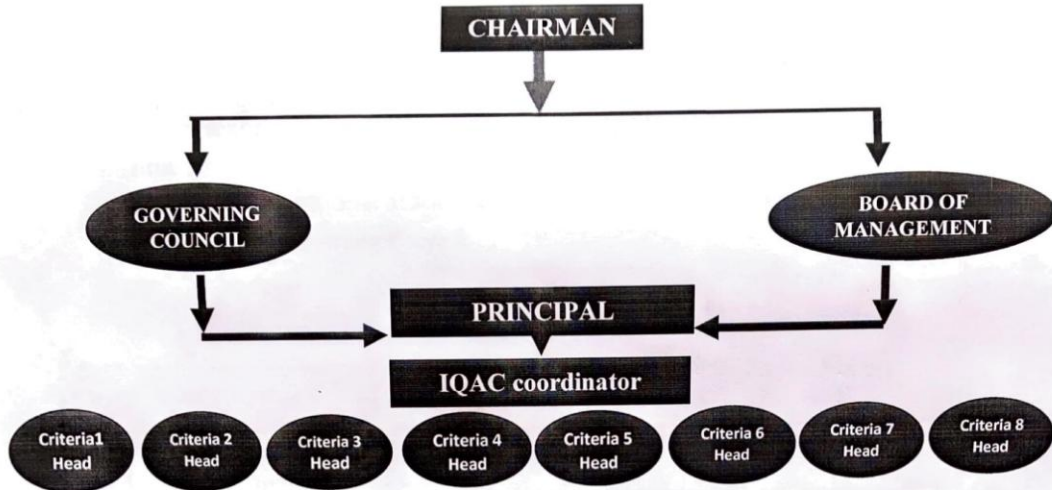 CHAIRMAN
GOVERNING
COUNCIL
BOARD OF
MANAGEMENT
PRINCIPAL
IQAC coordinator
Criteria1
Head
Criteria 2
Head
Criteria 3
Head
Criteria 4
Head
Criteria 5
Head
Criteria 6
Head
Criteria 7
Head
Criteria 8
Head